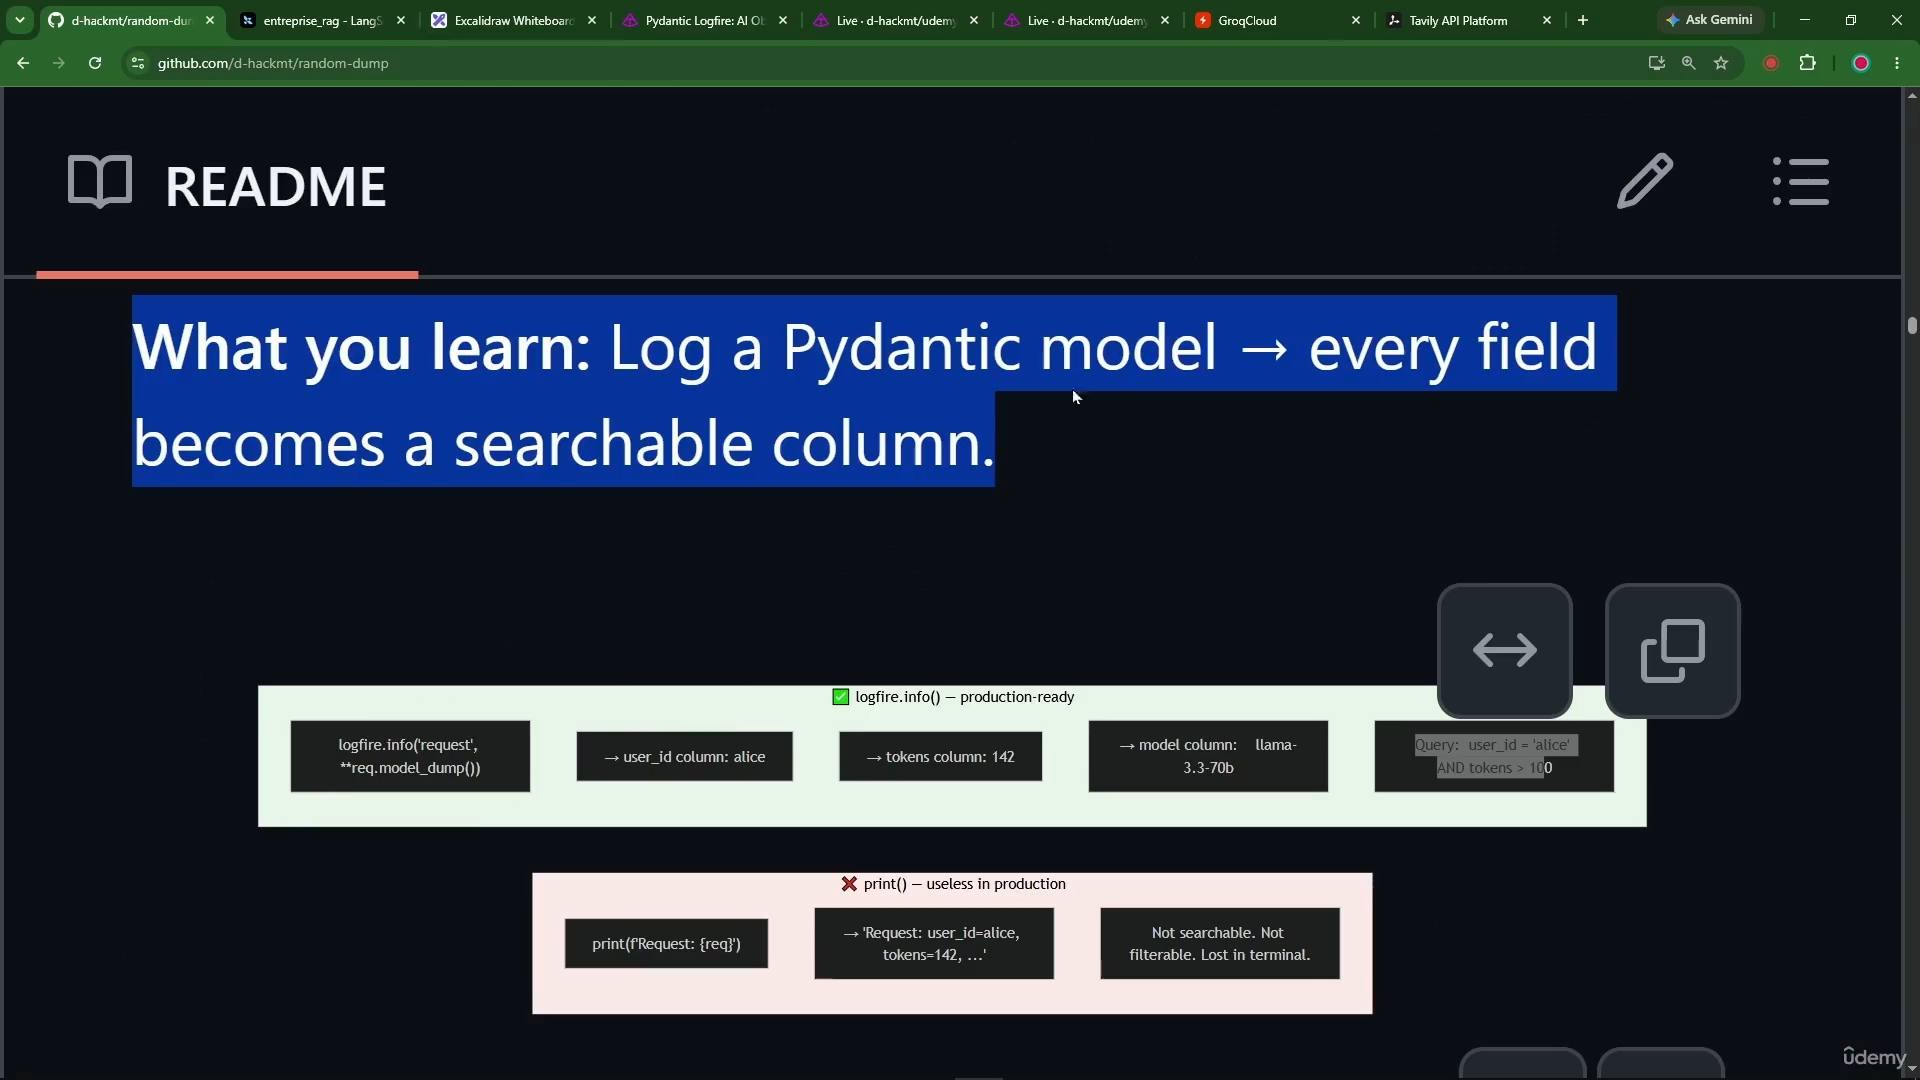 d-hackmt/random-du
entreprise_rag - LangS
Excalidraw Whiteboard
Pydantic Logfire: AI Ob
Live · d-hackmt/udemy
Live · d-hackmt/udemy
GroqCloud
Tavily API Platform
Ask Gemini
github.com/d-hackmt/random-dump
README
What you learn: Log a Pydantic model → every field
becomes a searchable column.
✅ logfire.info() — production-ready
logfire.info('request',
**req.model_dump())
→ user_id column: alice
→ tokens column: 142
→ model column: llama-
3.3-70b
Query: user_id = 'alice'
AND tokens > 100
❌ print() — useless in production
print(f'Request: {req}')
→ 'Request: user_id=alice,
tokens=142, ...'
Not searchable. Not
filterable. Lost in terminal.
ûdemy